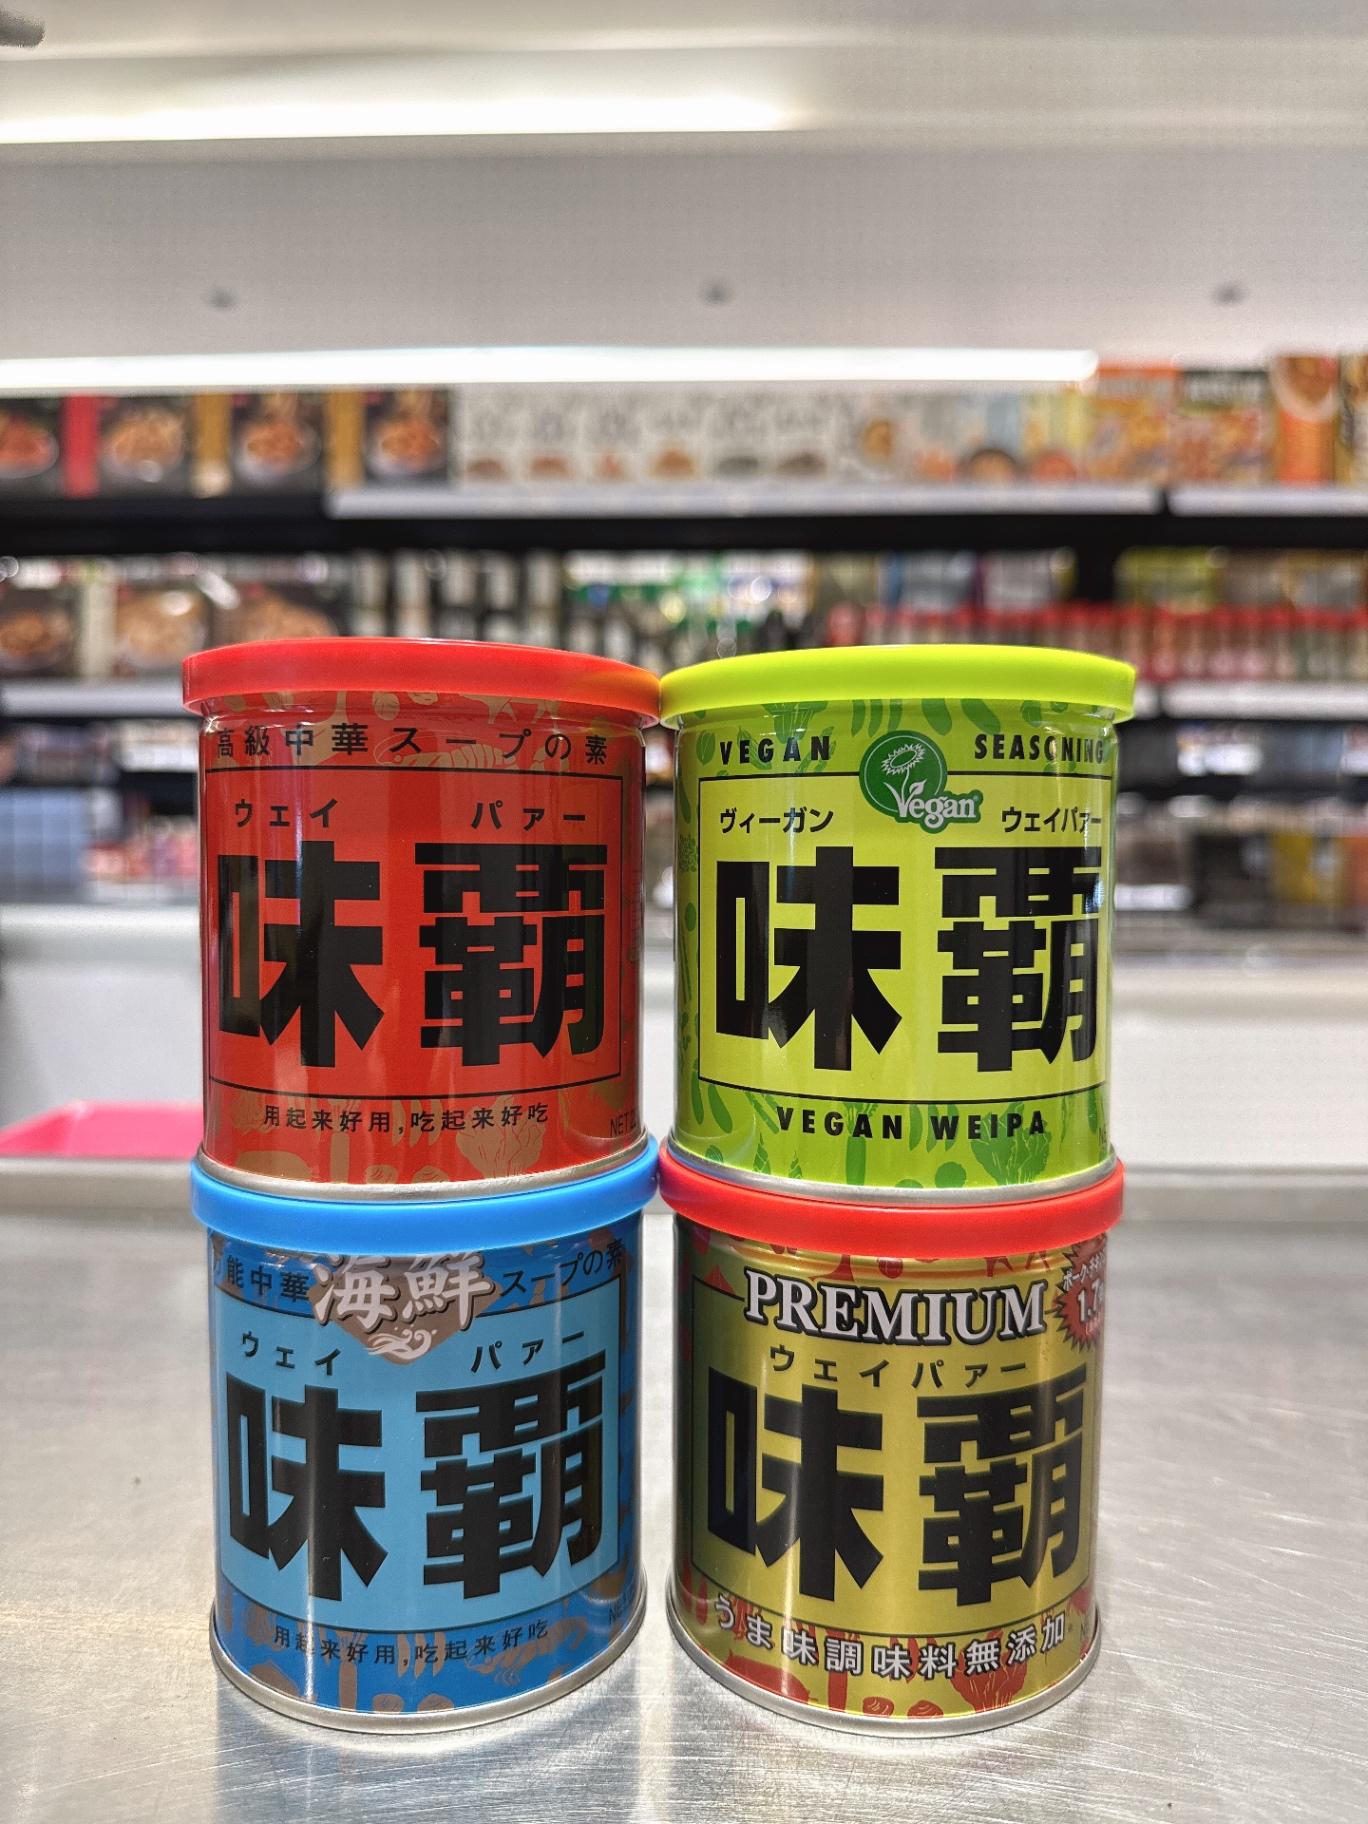 高級中華スープの素
ウェイ パァー
味覇
用起来好用,吃起来好吃
VEGAN SEASONING
Vegan
ヴィーガン ウェイパァー
味覇
VEGAN WEIPA
能中華 海鮮 スープの素
ウェイ パァー
味覇
用起来好用,吃起来好吃
PREMIUM
ウェイパァー
味覇
うま味調味料無添加